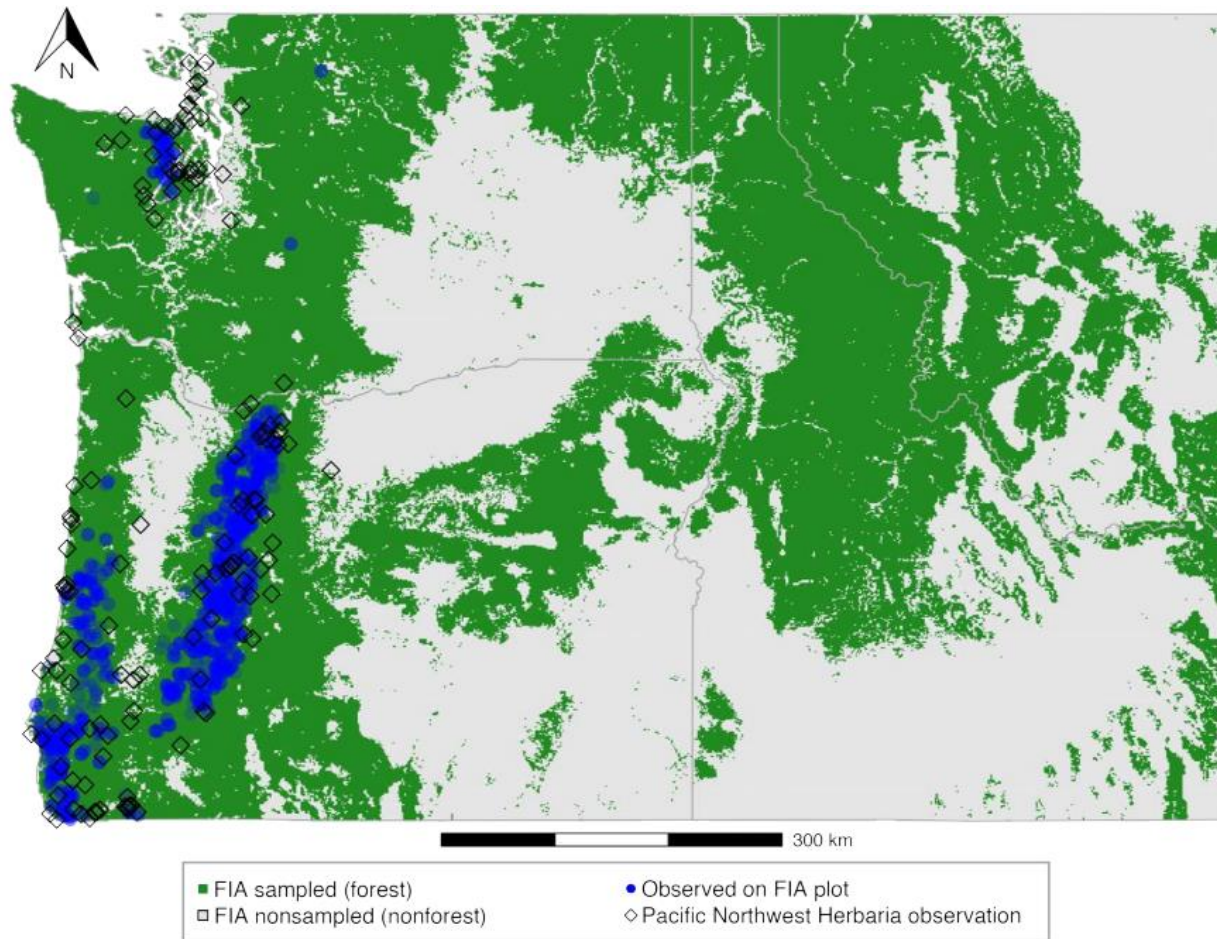 N
300 km
FIA sampled (forest)
Observed on FIA plot
FIA nonsampled (nonforest)
Pacific Northwest Herbaria observation